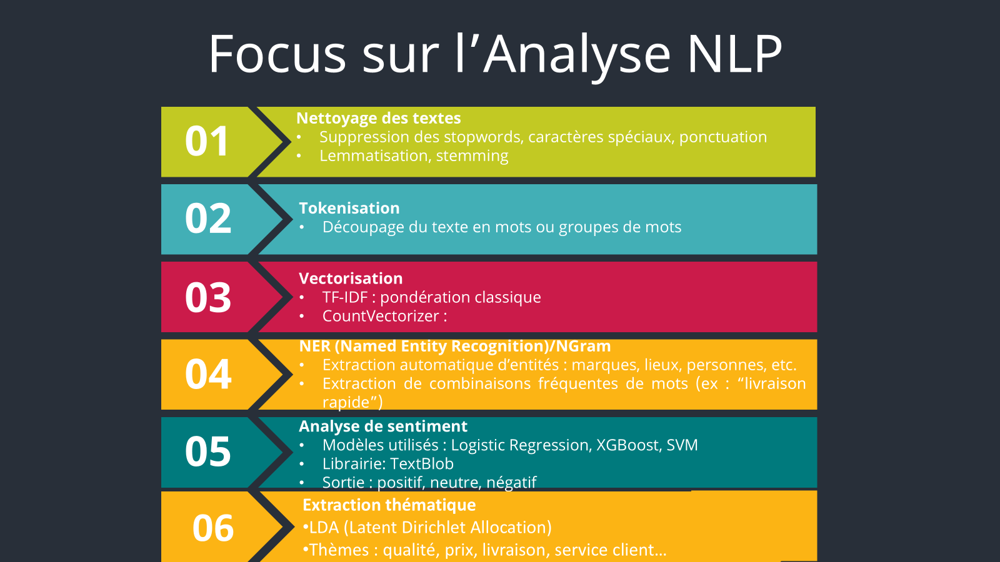 Focus sur l’Analyse NLP
01
Nettoyage des textes
• Suppression des stopwords, caractères spéciaux, ponctuation
• Lemmatisation, stemming
02
Tokenisation
• Découpage du texte en mots ou groupes de mots
03
Vectorisation
• TF-IDF : pondération classique
• CountVectorizer :
04
NER (Named Entity Recognition)/NGram
• Extraction automatique d’entités : marques, lieux, personnes, etc.
• Extraction de combinaisons fréquentes de mots (ex : “livraison
rapide”)
05
Analyse de sentiment
• Modèles utilisés : Logistic Regression, XGBoost, SVM
• Librairie: TextBlob
• Sortie : positif, neutre, négatif
06
Extraction thématique
•LDA (Latent Dirichlet Allocation)
•Thèmes : qualité, prix, livraison, service client…